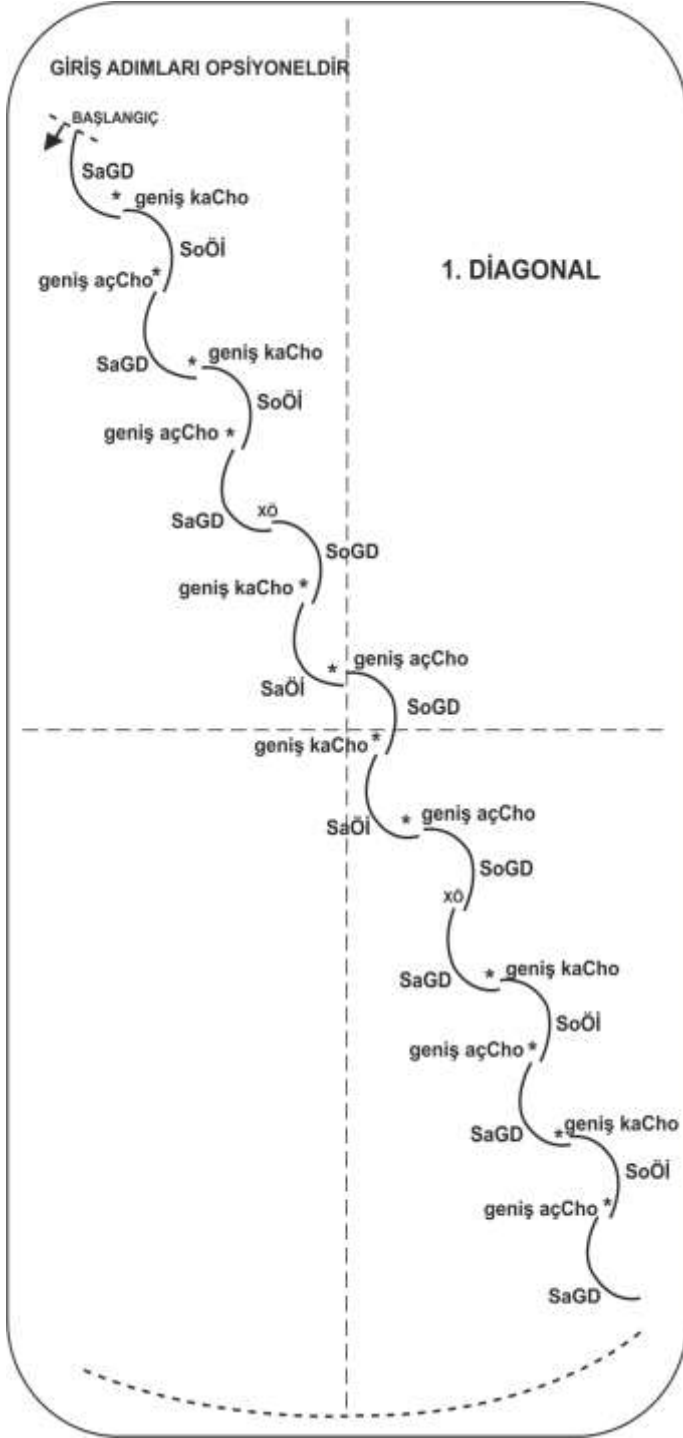 GİRİŞ ADIMLARI OPSİYONELDİR
BAŞLANGIÇ
SaGD
* geniş kaCho
SoÖİ
1. DİAGONAL
geniş açCho*
SaGD
* geniş kaCho
SoÖİ
geniş açCho *
SaGD
xö
SoGD
geniş kaCho *
SaÖİ
* geniş açCho
SoGD
geniş kaCho *
SaÖİ
* geniş açCho
SoGD
xö
SaGD
* geniş kaCho
SoÖİ
geniş açCho *
SaGD
*geniş kaCho
SoÖİ
geniş açCho *
SaGD